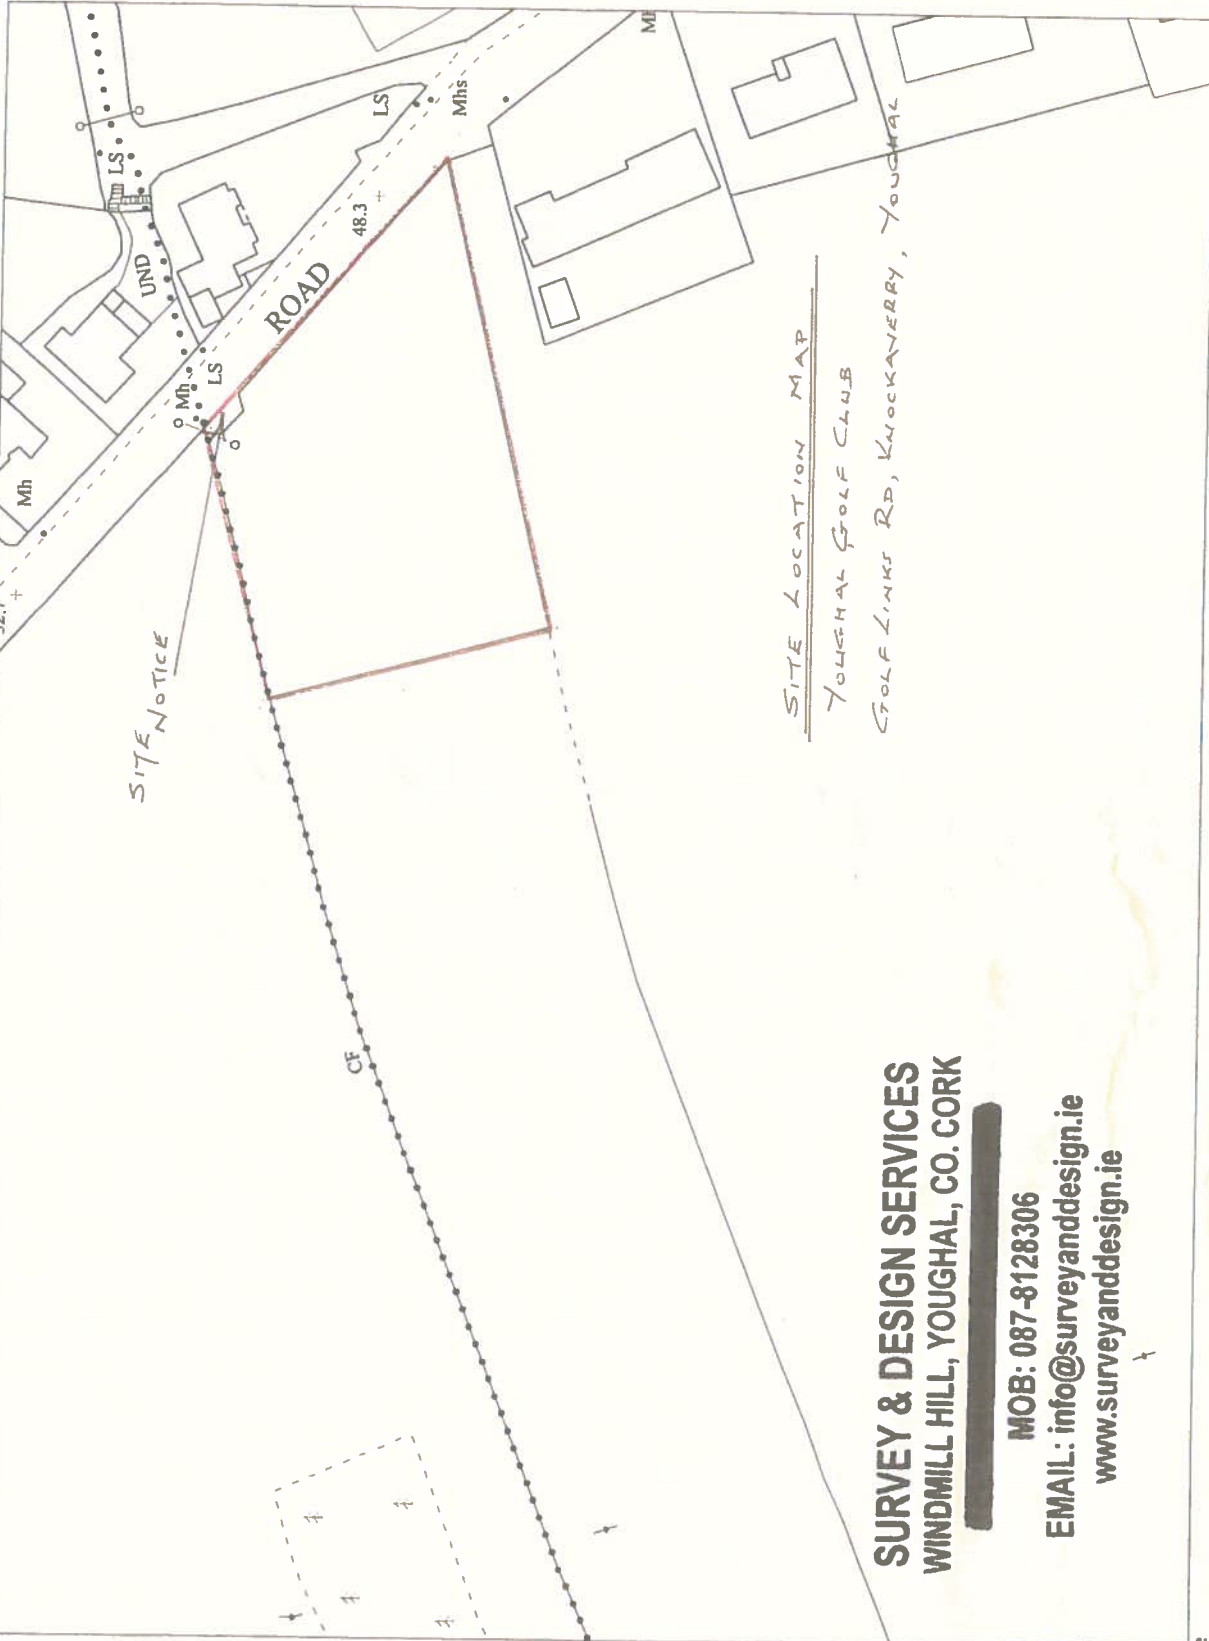 Mh
Mh
LS
UND
LS
LS
Mhs
ROAD
48.3
SITE NOTICE
CF
SITE LOCATION MAP
YOUGHAL GOLF CLUB
GOLF LINKS RD, KNOCKAVERRY, YOUGHAL
SURVEY & DESIGN SERVICES
WINDMILL HILL, YOUGHAL, CO. CORK
MOB: 087-8128306
EMAIL: info@surveyanddesign.ie
www.surveyanddesign.ie